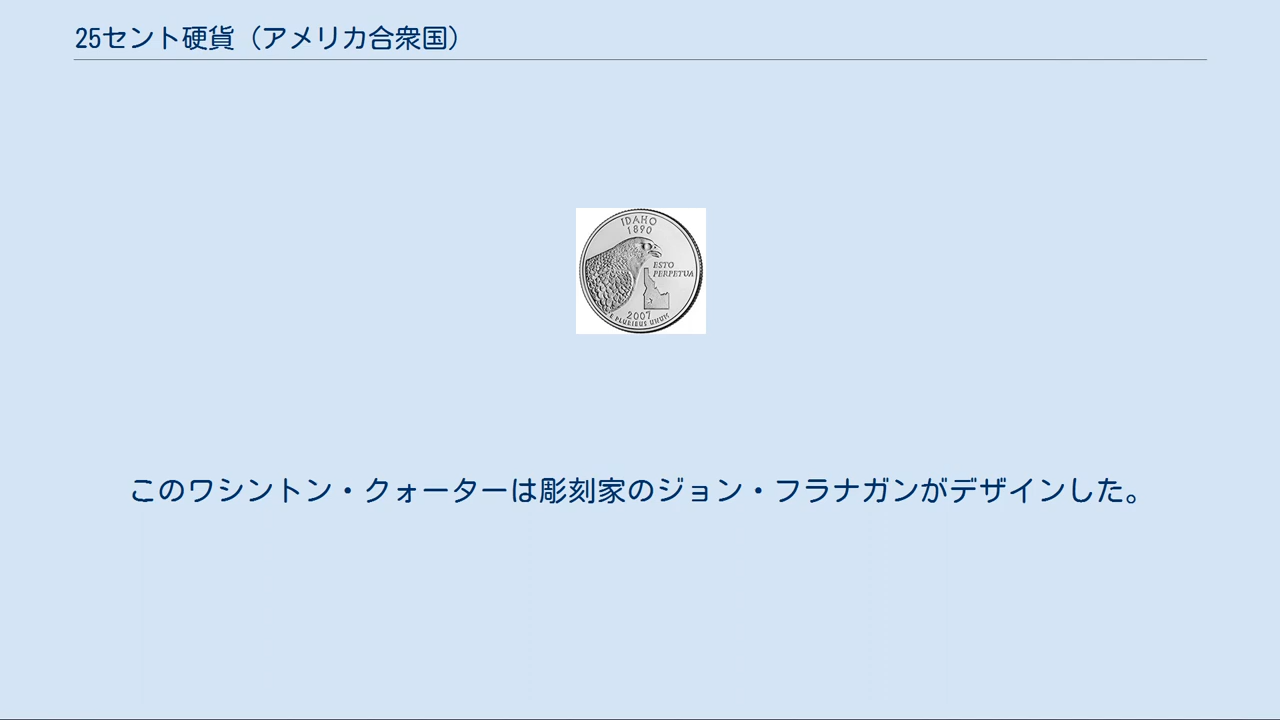 25セント硬貨（アメリカ合衆国）
IDAHO
1890
ESTO
PERPETUA
2007
E PLURIBUS UNUM
このワシントン・クォーターは彫刻家のジョン・フラナガンがデザインした。